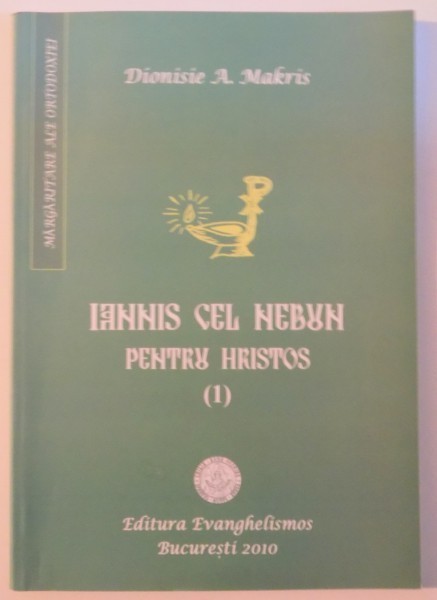 MĂRGĂRITARE ALE ORTODOXIEI
Dionisie A. Makris
IANNIS CEL NEBUN
PENTRU HRISTOS
(1)
Editura Evanghelismos
București 2010